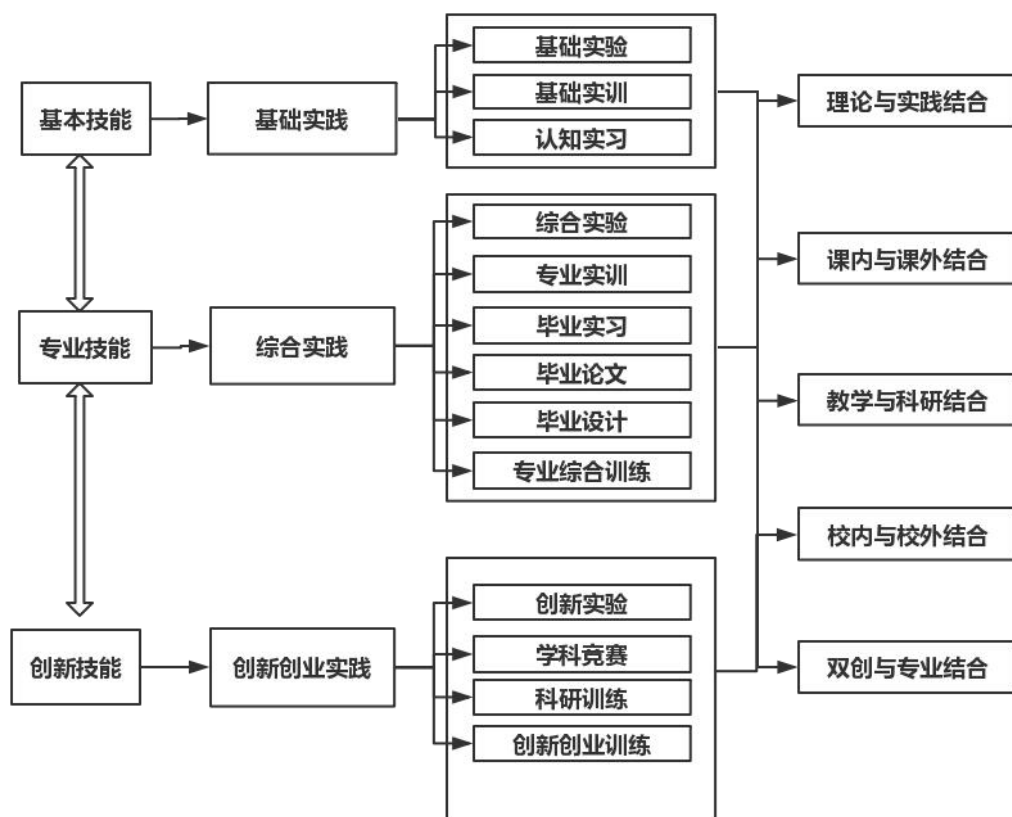 基本技能
基础实践
基础实验
基础实训
认知实习
专业技能
综合实践
综合实验
专业实训
毕业实习
毕业论文
毕业设计
专业综合训练
创新技能
创新创业实践
创新实验
学科竞赛
科研训练
创新创业训练
理论与实践结合
课内与课外结合
教学与科研结合
校内与校外结合
双创与专业结合